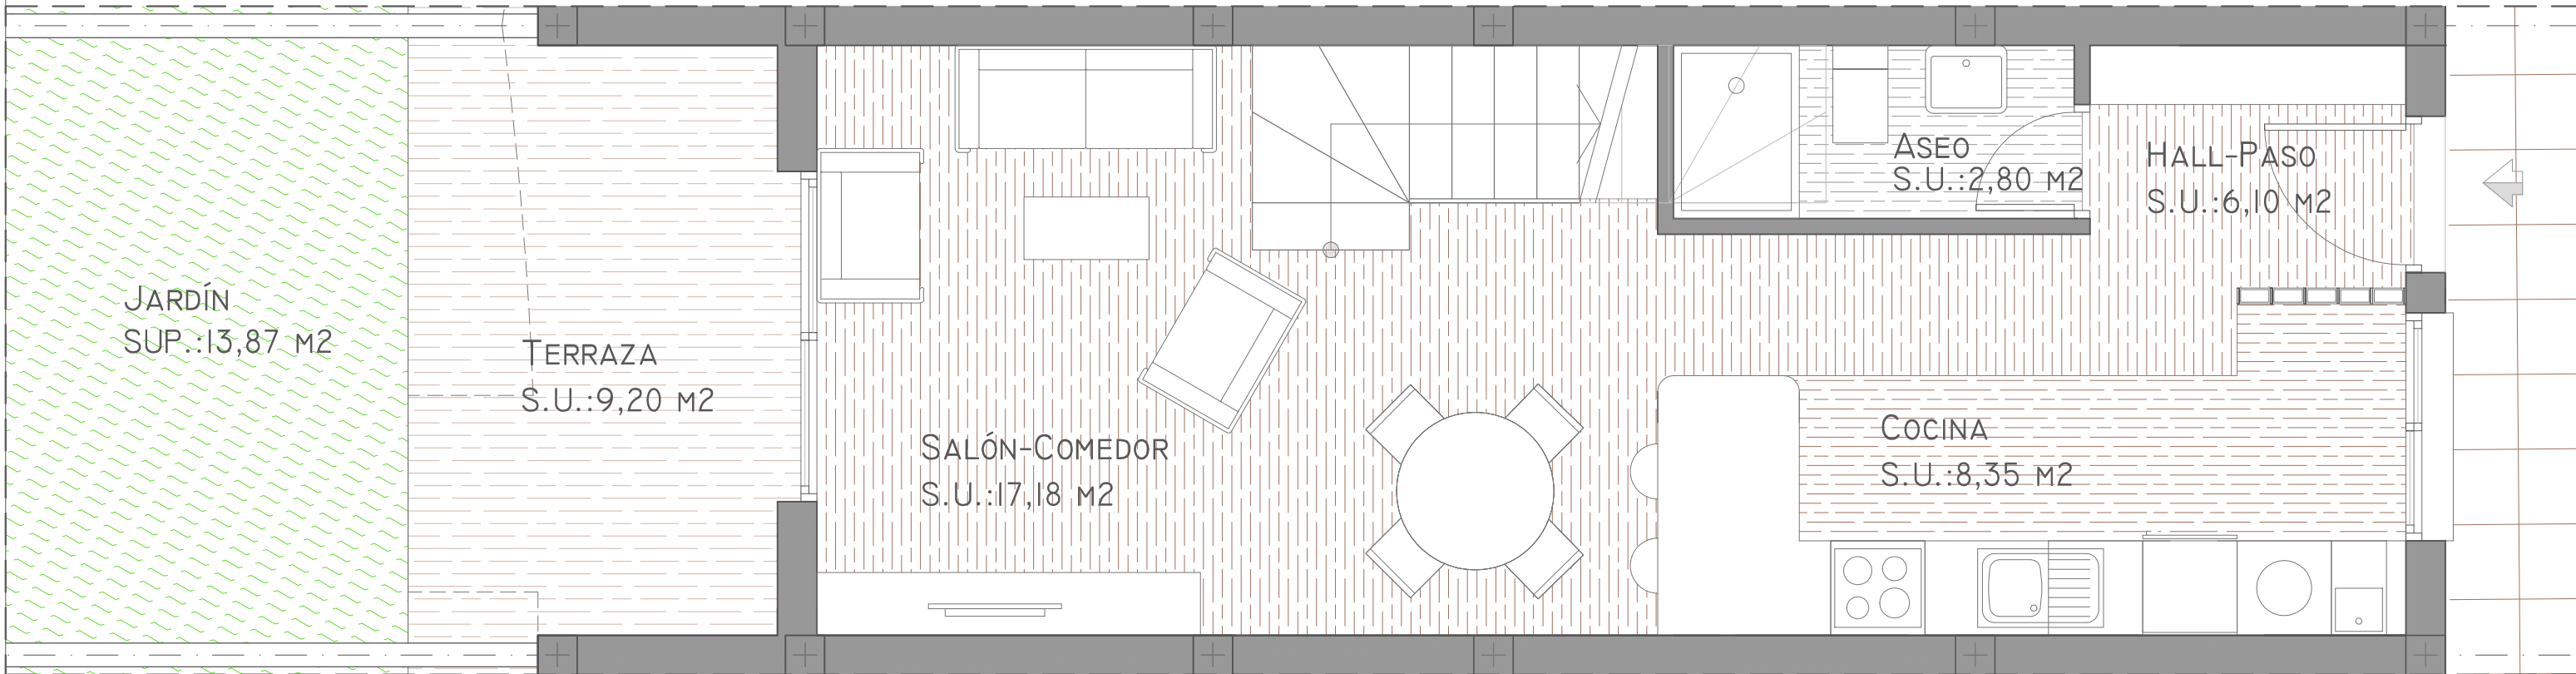 JARDÍN
SUP.:13,87 M2
TERRAZA
S.U.:9,20 M2
SALÓN-COMEDOR
S.U.:17,18 M2
ASEO
S.U.:2,80 M2
HALL-PASO
S.U.:6,10 M2
COCINA
S.U.:8,35 M2